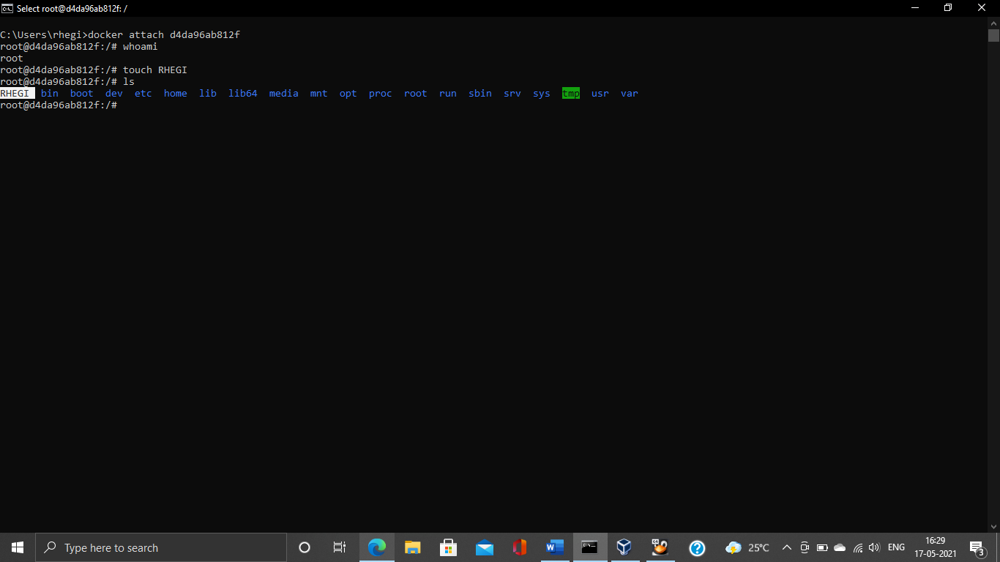 Select root@d4da96ab812f: /
C:\Users\rhegi>docker attach d4da96ab812f
root@d4da96ab812f:/# whoami
root
root@d4da96ab812f:/# touch RHEGI
root@d4da96ab812f:/# ls
RHEGI bin boot dev etc home lib lib64 media mnt opt proc root run sbin srv sys tmp usr var
root@d4da96ab812f:/#
Type here to search
25°C
ENG
16:29
17-05-2021
3